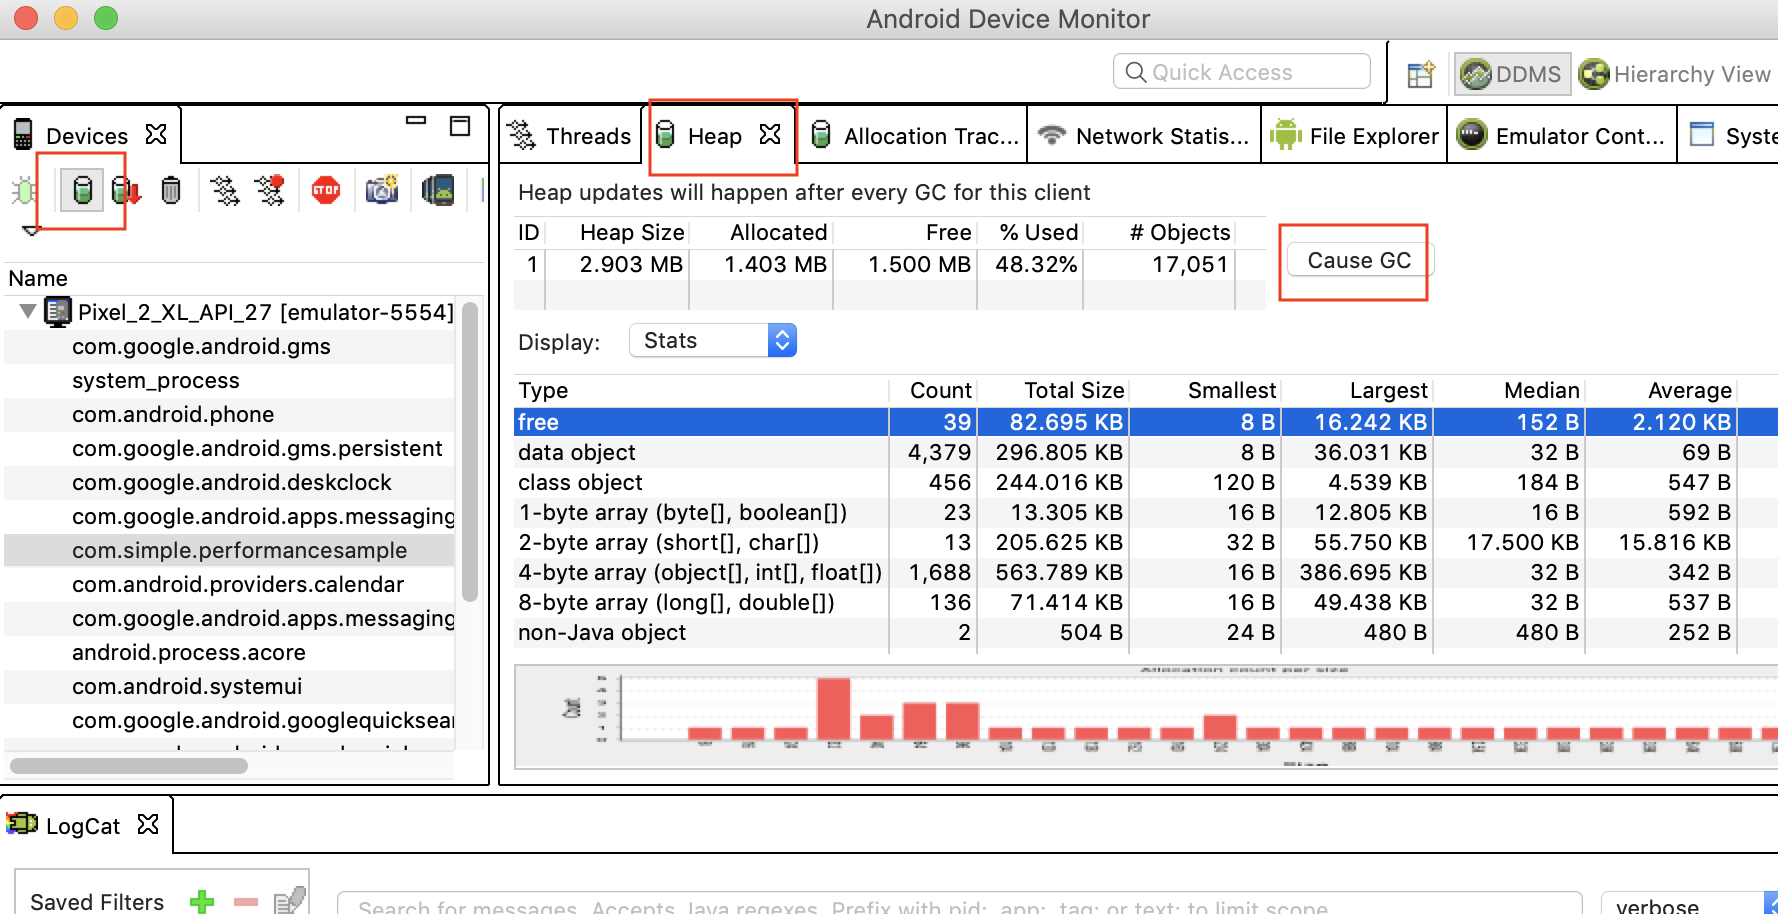 Android Device Monitor
Quick Access
DDMS
Hierarchy View
Devices
Threads
Heap
Allocation Trac...
Network Statis...
File Explorer
Emulator Cont...
Syste
STOP
Heap updates will happen after every GC for this client
ID Heap Size Allocated Free % Used # Objects
1 2.903 MB 1.403 MB 1.500 MB 48.32% 17,051
Cause GC
Display: Stats
Name
Pixel_2_XL_API_27 [emulator-5554]
com.google.android.gms
system_process
com.android.phone
com.google.android.gms.persistent
com.google.android.deskclock
com.google.android.apps.messaging
com.simple.performancesample
com.android.providers.calendar
com.google.android.apps.messaging
android.process.acore
com.android.systemui
com.google.android.googlequicksear
Type Count Total Size Smallest Largest Median Average
free 39 82.695 KB 8 B 16.242 KB 152 B 2.120 KB
data object 4,379 296.805 KB 8 B 36.031 KB 32 B 69 B
class object 456 244.016 KB 120 B 4.539 KB 184 B 547 B
1-byte array (byte[], boolean[]) 23 13.305 KB 16 B 12.805 KB 16 B 592 B
2-byte array (short[], char[]) 13 205.625 KB 32 B 55.750 KB 17.500 KB 15.816 KB
4-byte array (object[], int[], float[]) 1,688 563.789 KB 16 B 386.695 KB 32 B 342 B
8-byte array (long[], double[]) 136 71.414 KB 16 B 49.438 KB 32 B 537 B
non-Java object 2 504 B 24 B 480 B 480 B 252 B
Allocation count per size
LogCat
Saved Filters
Search for messages. Accepts Java regexes. Prefix with pid:, app:, tag: or text: to limit scope.
verbose